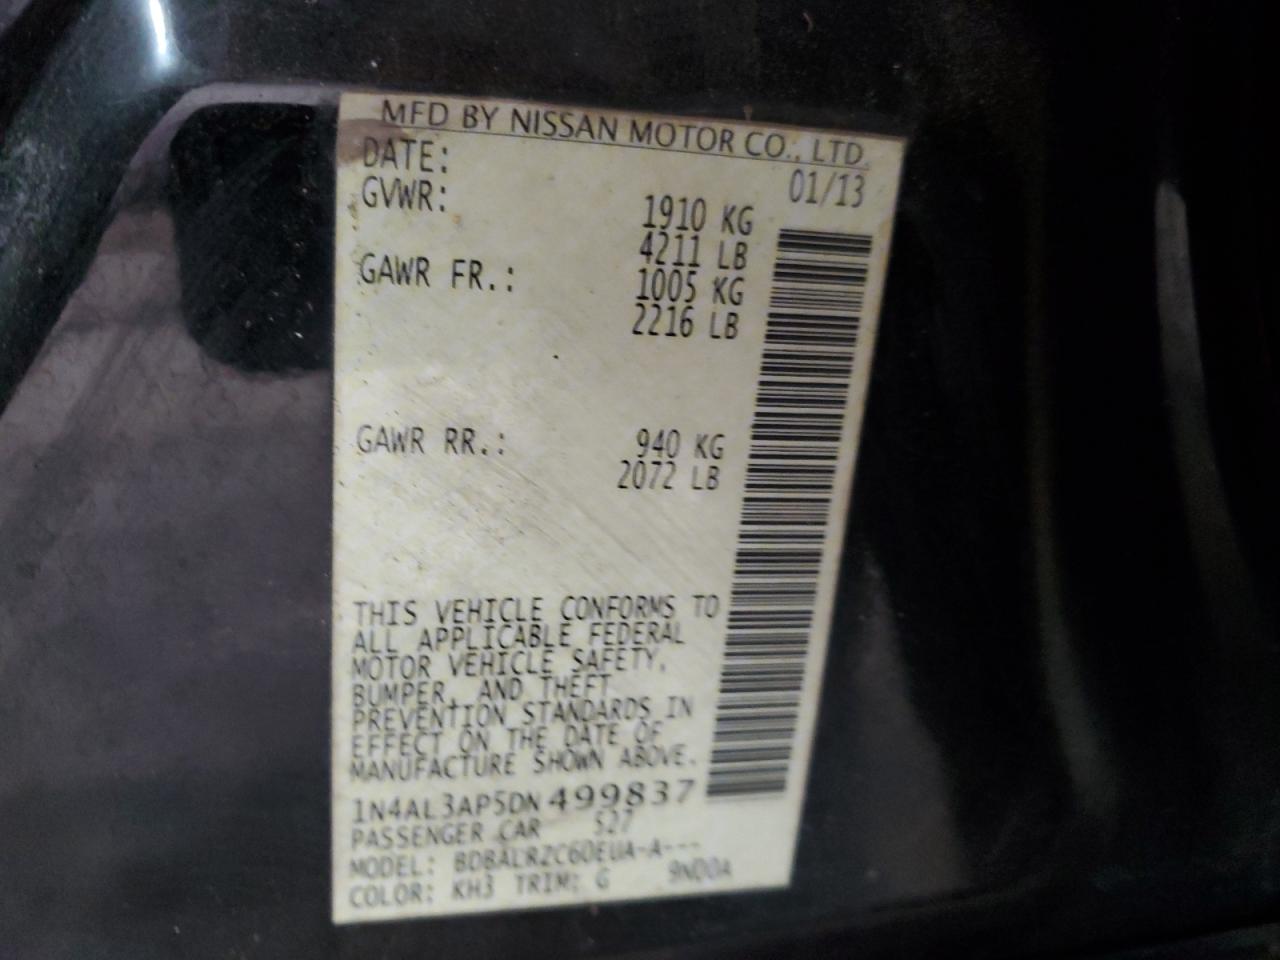 MFD BY NISSAN MOTOR CO., LTD.
DATE: 01/13
GVWR: 1910 KG
4211 LB
GAWR FR.: 1005 KG
2216 LB
GAWR RR.: 940 KG
2072 LB
THIS VEHICLE CONFORMS TO
ALL APPLICABLE FEDERAL
MOTOR VEHICLE SAFETY,
BUMPER, AND THEFT
PREVENTION STANDARDS IN
EFFECT ON THE DATE OF
MANUFACTURE SHOWN ABOVE.
1N4AL3AP5DN499837
PASSENGER CAR 527
MODEL:
COLOR: KH3 TRIM: G 9N00A